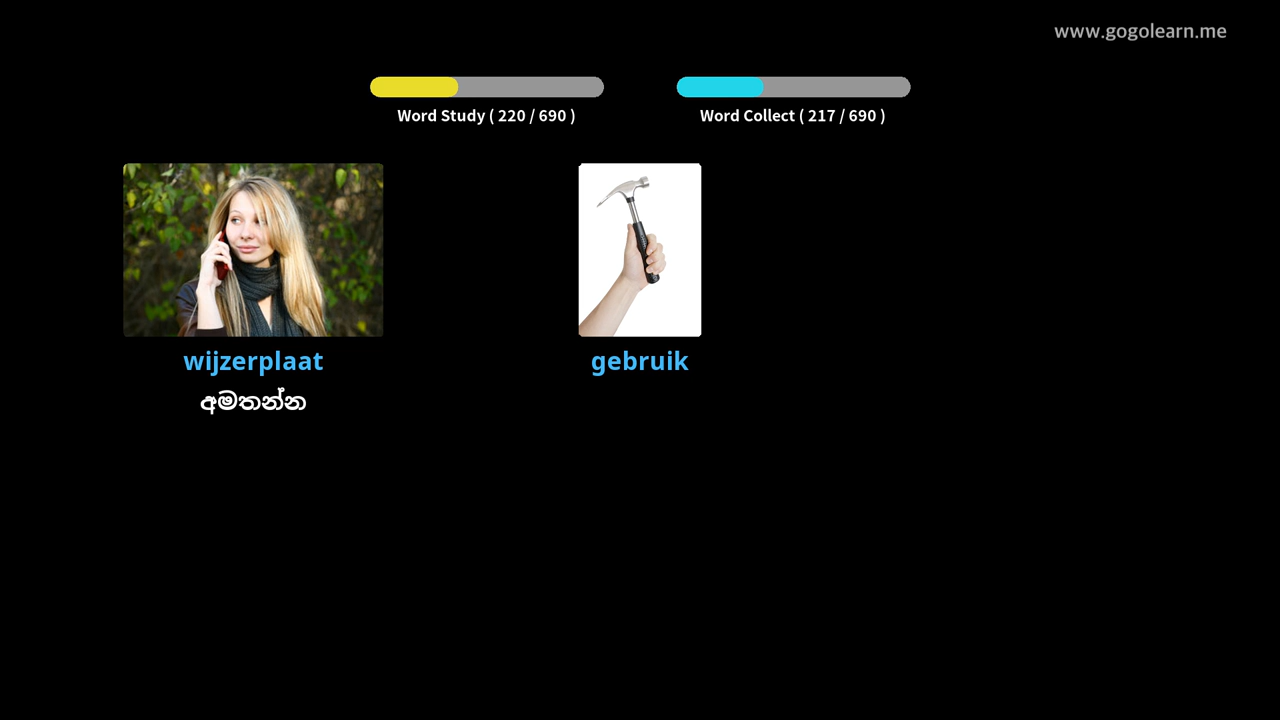 www.gogolearn.me
Word Study ( 220 / 690 )
Word Collect ( 217 / 690 )
wijzerplaat
gebruik
අමතන්න